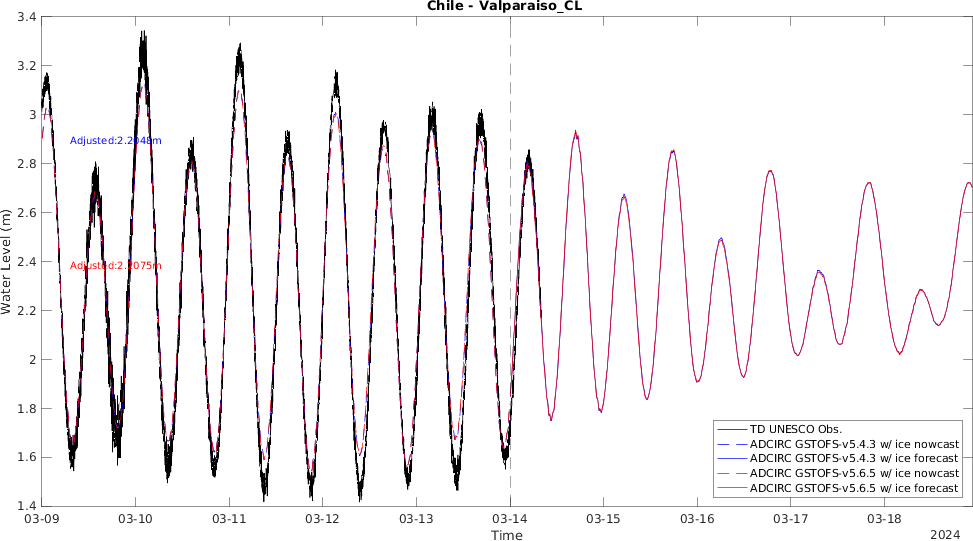 Chile - Valparaiso_CL
3.4
3.2
3
2.8
2.6
2.4
2.2
2
1.8
1.6
1.4
Water Level (m)
Adjusted:2.2048m
Adjusted:2.2075m
TD UNESCO Obs.
ADCIRC GSTOFS-v5.4.3 w/ ice nowcast
ADCIRC GSTOFS-v5.4.3 w/ ice forecast
ADCIRC GSTOFS-v5.6.5 w/ ice nowcast
ADCIRC GSTOFS-v5.6.5 w/ ice forecast
03-09 03-10 03-11 03-12 03-13 03-14 03-15 03-16 03-17 03-18
Time
2024